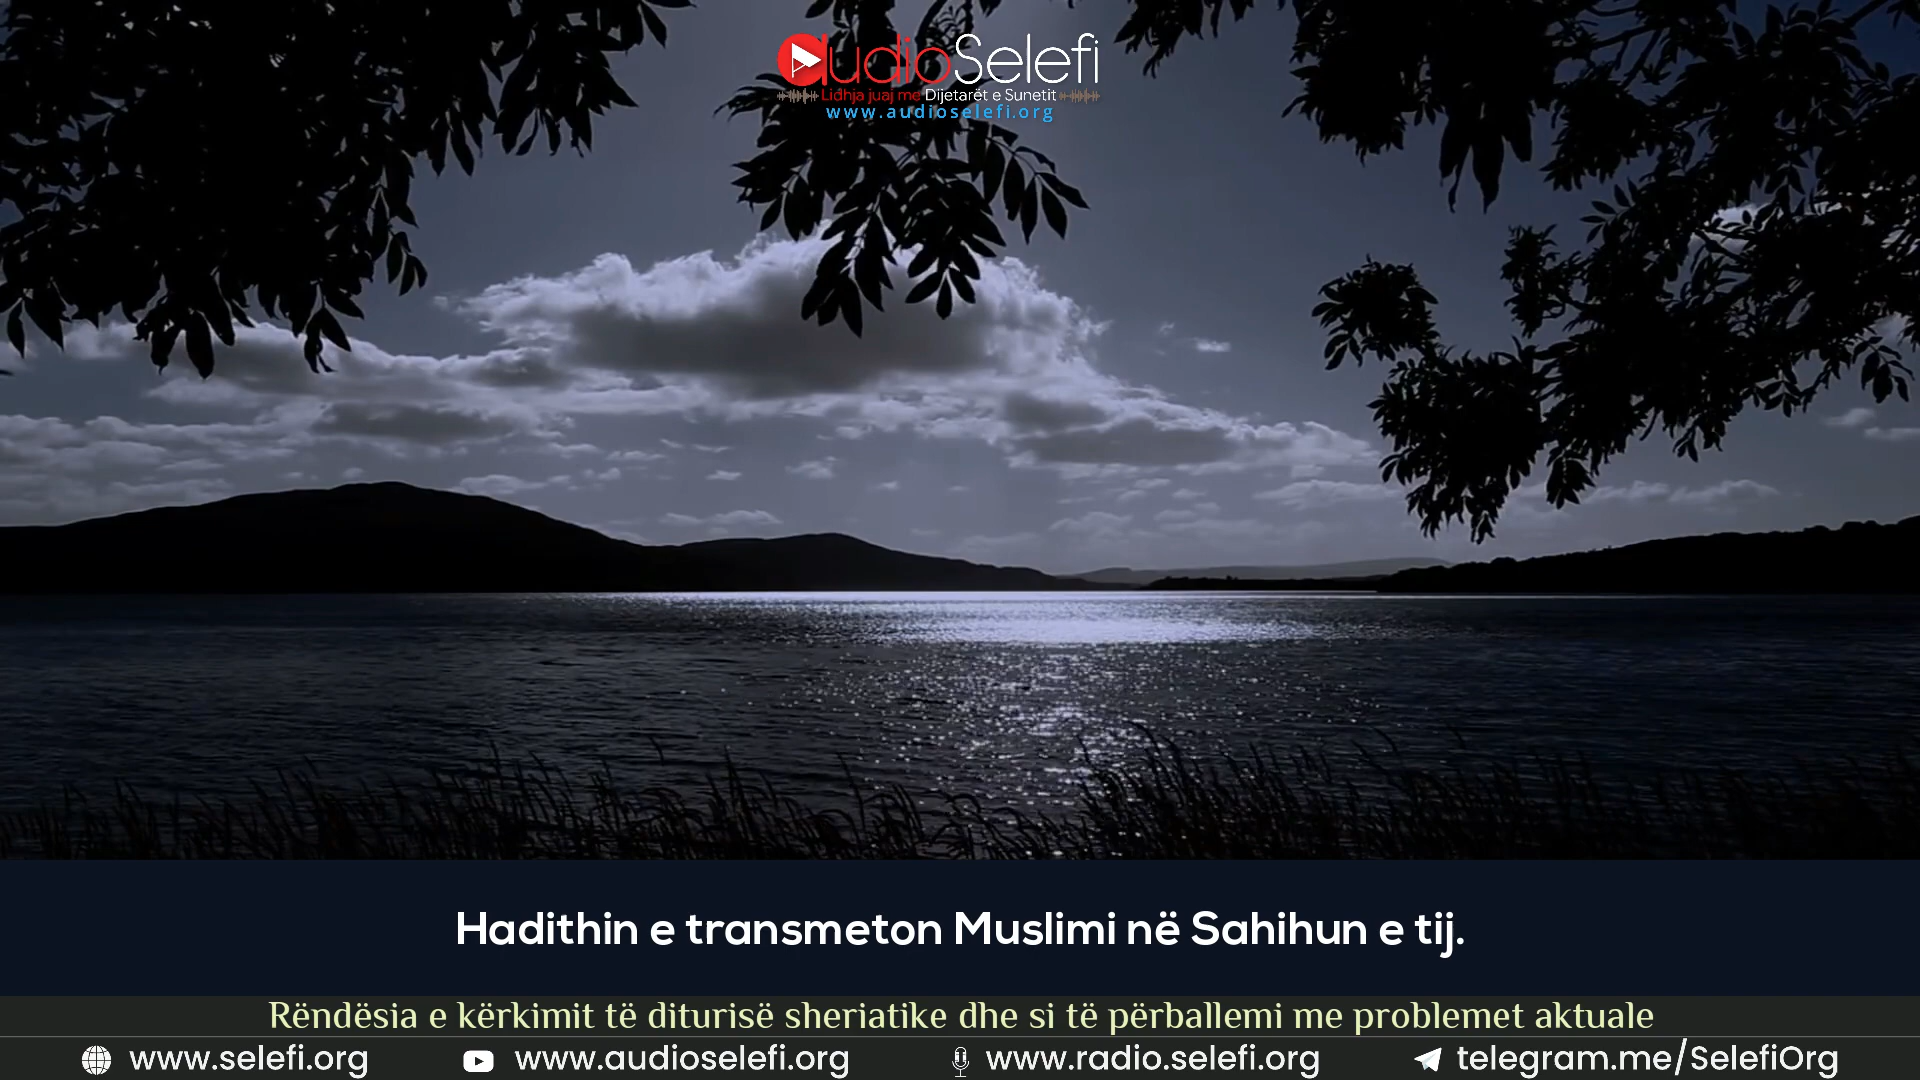 audioSelefi
Lidhja juaj me Dijetarët e Sunetit
www.audioselefi.org
Hadithin e transmeton Muslimi në Sahihun e tij.
Rëndësia e kërkimit të diturisë sheriatike dhe si të përballemi me problemet aktuale
www.selefi.org www.audioselefi.org www.radio.selefi.org telegram.me/SelefiOrg